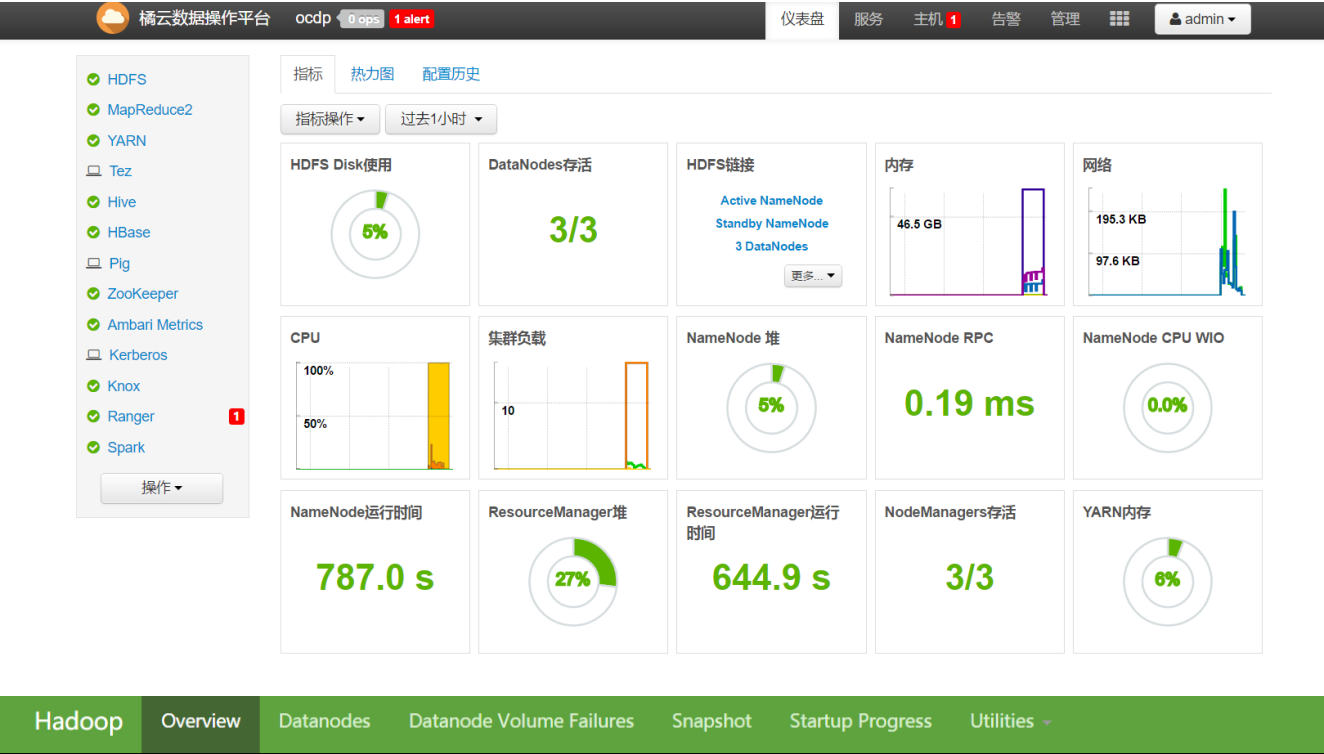 橘云数据操作平台 ocdp 0 ops 1 alert 仪表盘 服务 主机 1 告警 管理 admin
HDFS
MapReduce2
YARN
Tez
Hive
HBase
Pig
ZooKeeper
Ambari Metrics
Kerberos
Knox
Ranger 1
Spark
操作
指标 热力图 配置历史
指标操作 过去1小时
HDFS Disk使用
5%
DataNodes存活
3/3
HDFS链接
Active NameNode
Standby NameNode
3 DataNodes
更多...
内存
46.5 GB
网络
195.3 KB
97.6 KB
CPU
100%
50%
集群负载
10
NameNode 堆
5%
NameNode RPC
0.19 ms
NameNode CPU WIO
0.0%
NameNode运行时间
787.0 s
ResourceManager堆
27%
ResourceManager运行
时间
644.9 s
NodeManagers存活
3/3
YARN内存
6%
Hadoop Overview Datanodes Datanode Volume Failures Snapshot Startup Progress Utilities